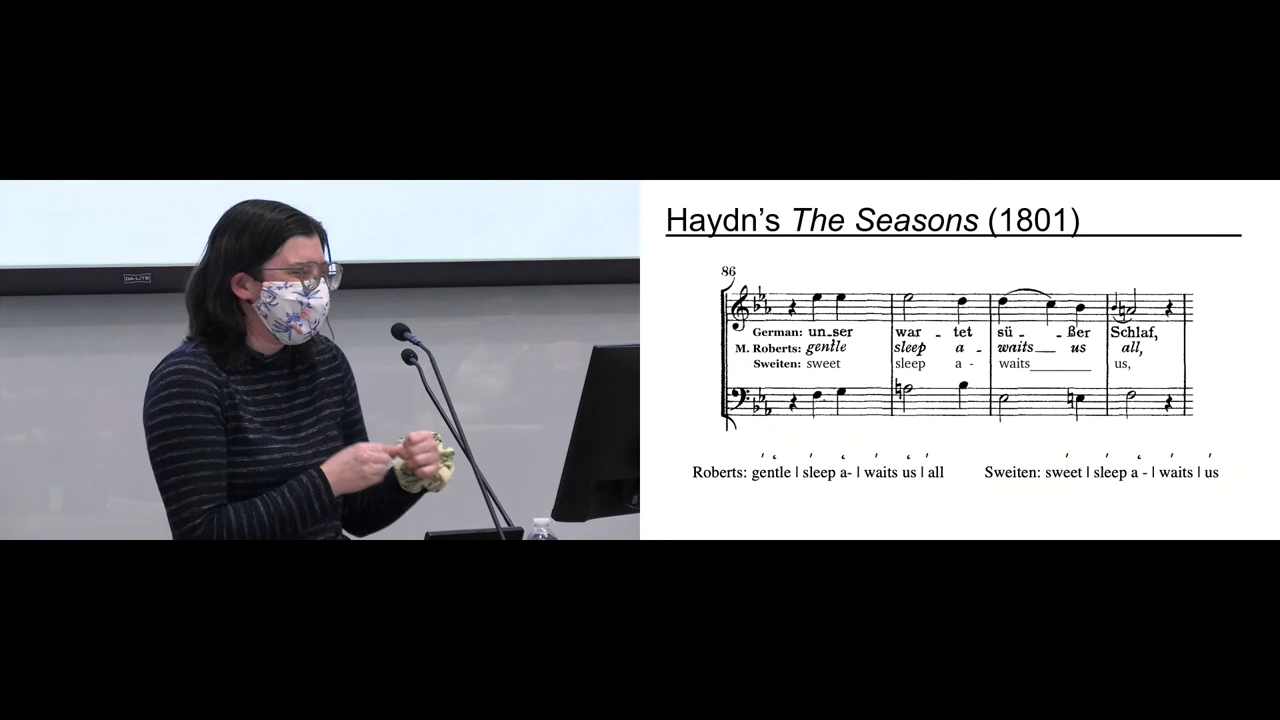 DA-LITE
Haydn’s The Seasons (1801)
86
German: un-ser war - tet sü - ßer Schlaf,
M. Roberts: gentle sleep a - waits us all,
Sweiten: sweet sleep a - waits us,
Roberts: gentle | sleep a- | waits us | all Sweiten: sweet | sleep a - | waits | us